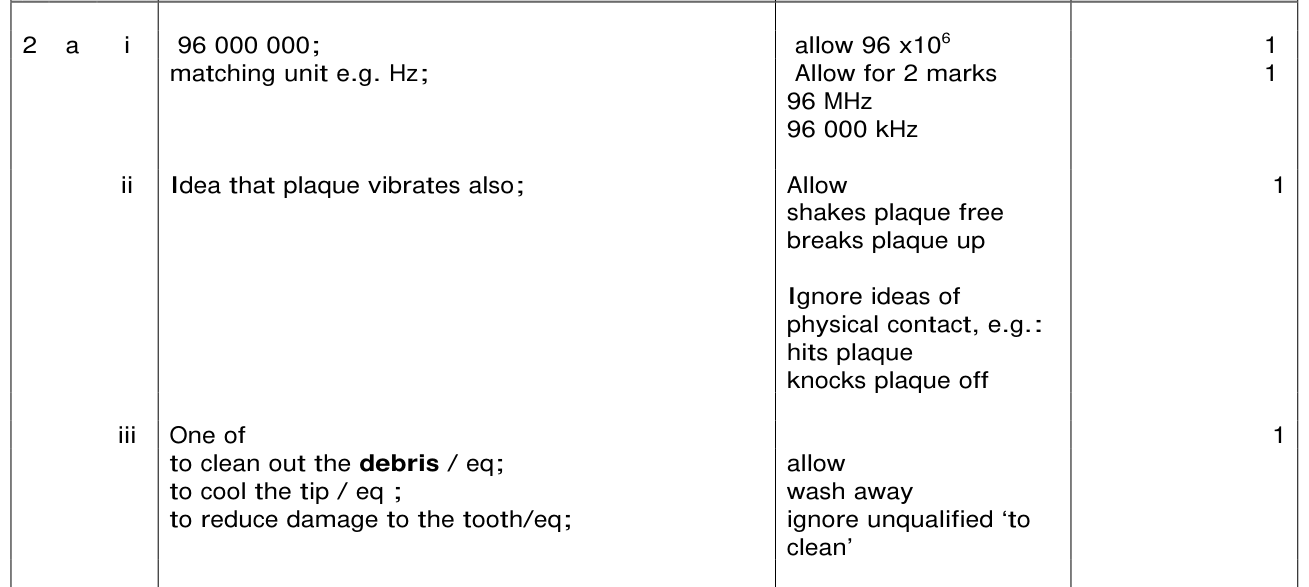 2 a i 96 000 000; allow 96 x10⁶ 1
matching unit e.g. Hz; Allow for 2 marks 1
96 MHz
96 000 kHz
ii Idea that plaque vibrates also; Allow 1
shakes plaque free
breaks plaque up
Ignore ideas of
physical contact, e.g.:
hits plaque
knocks plaque off
iii One of 1
to clean out the debris / eq; allow
to cool the tip / eq ; wash away
to reduce damage to the tooth/eq; ignore unqualified ‘to
clean’